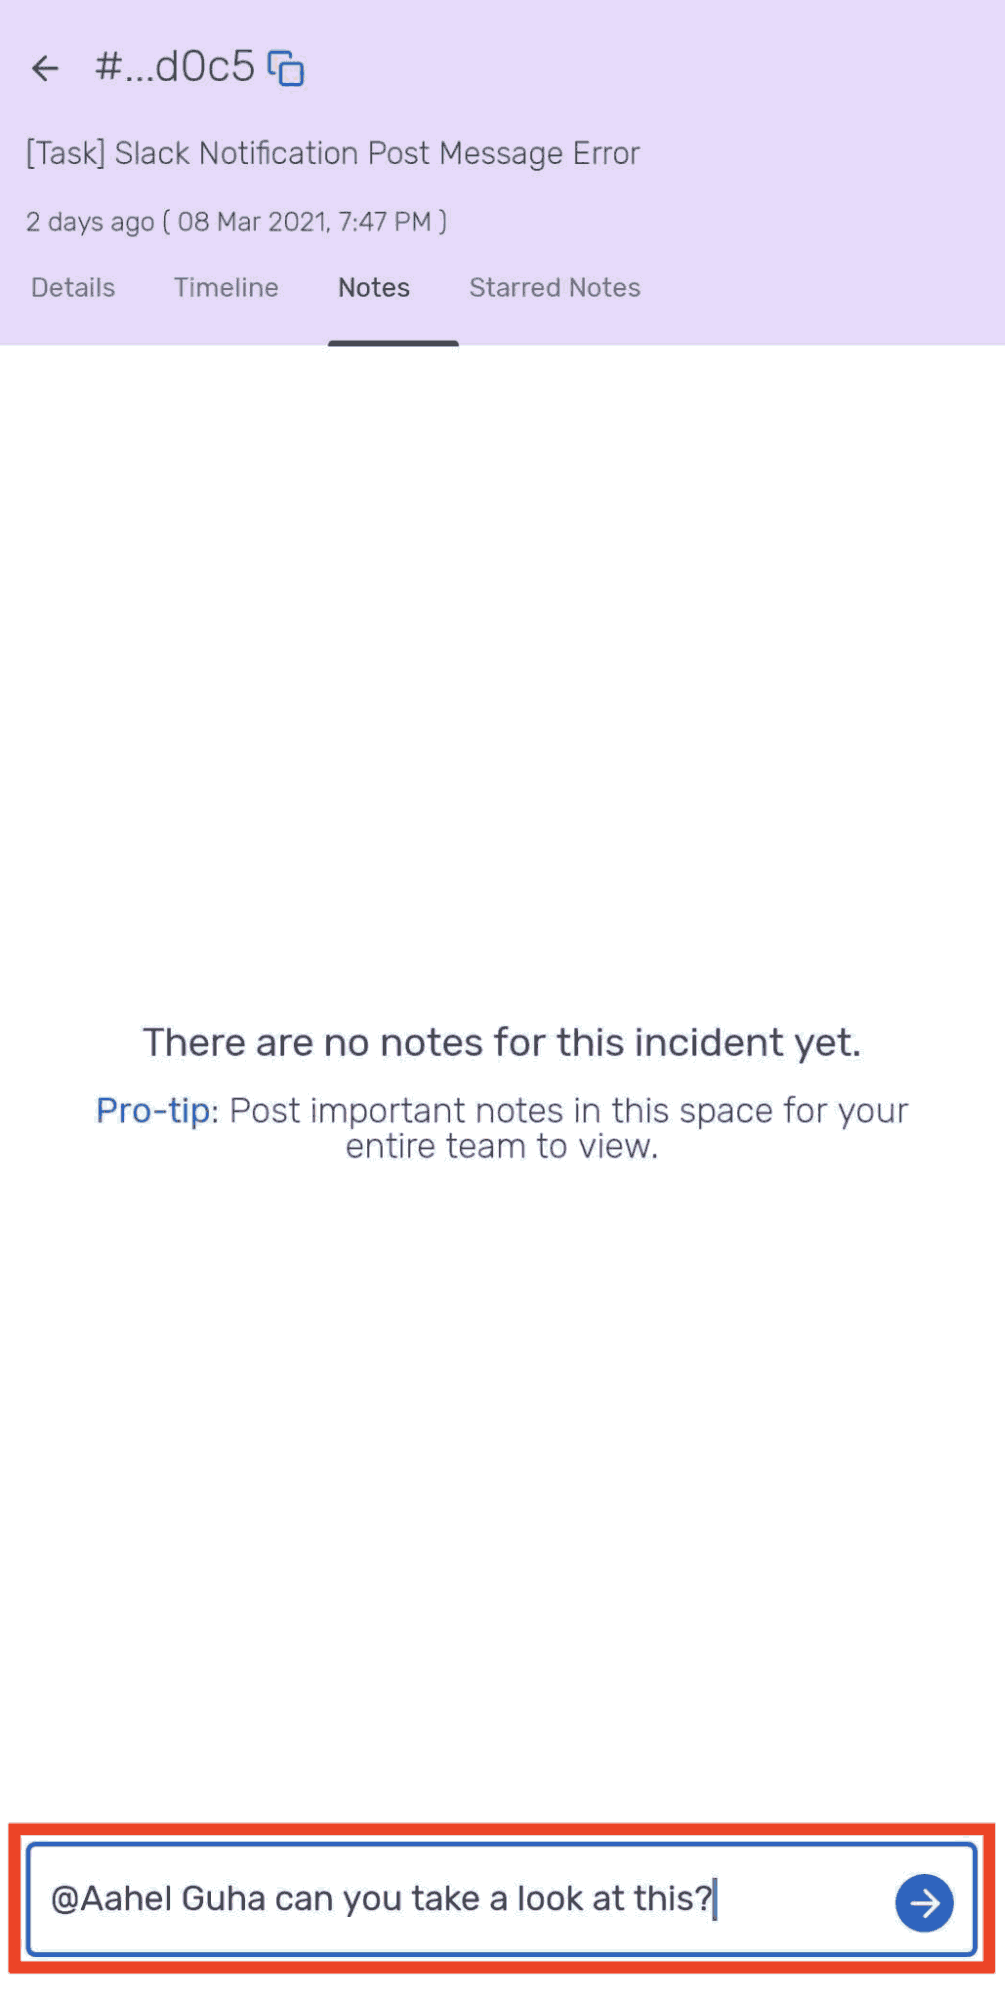 #...d0c5
[Task] Slack Notification Post Message Error
2 days ago ( 08 Mar 2021, 7:47 PM )
Details Timeline Notes Starred Notes
There are no notes for this incident yet.
Pro-tip: Post important notes in this space for your
entire team to view.
@Aahel Guha can you take a look at this?